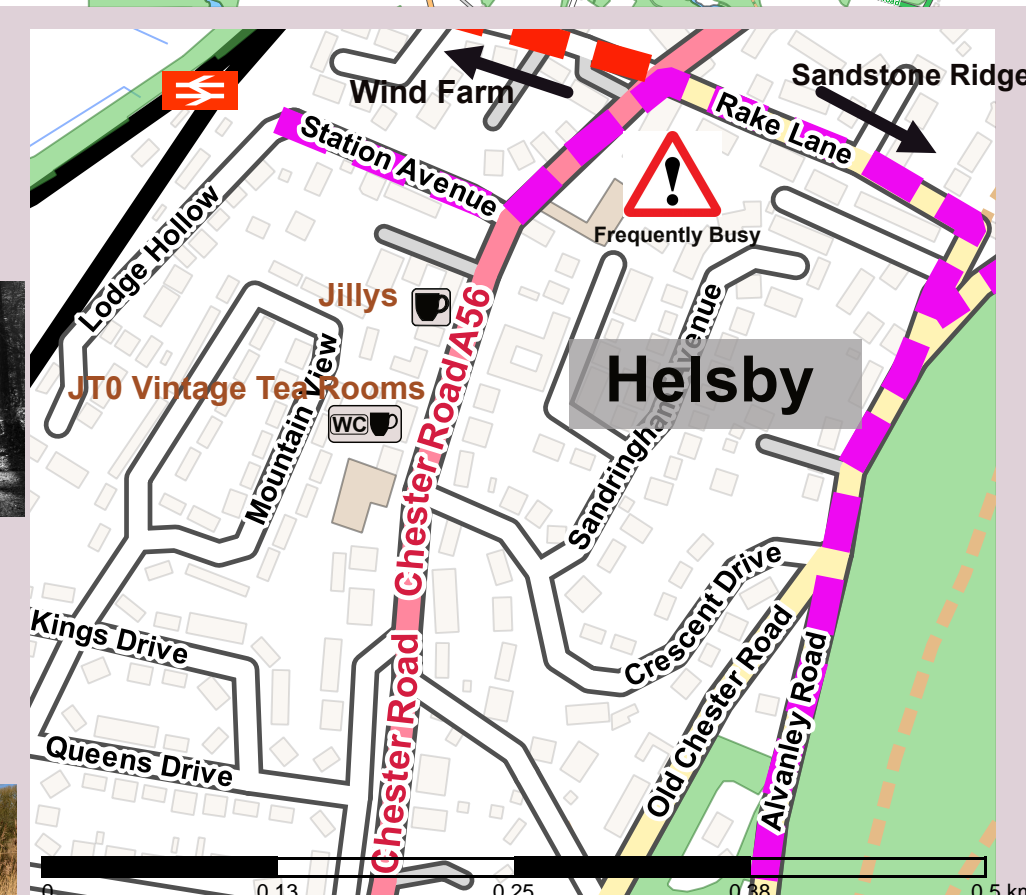 Sandstone Ridge
Wind Farm
Rake Lane
Station Avenue
Frequently Busy
Lodge Hollow
Jillys
Chester Road A56
Sandringham Avenue
Mountain View
Helsby
JT0 Vintage Tea Rooms
WC
Chester Road
Crescent Drive
Kings Drive
Old Chester Road
Alvanley Road
Chester Road
Queens Drive
0 0.13 0.25 0.38 0.5 km